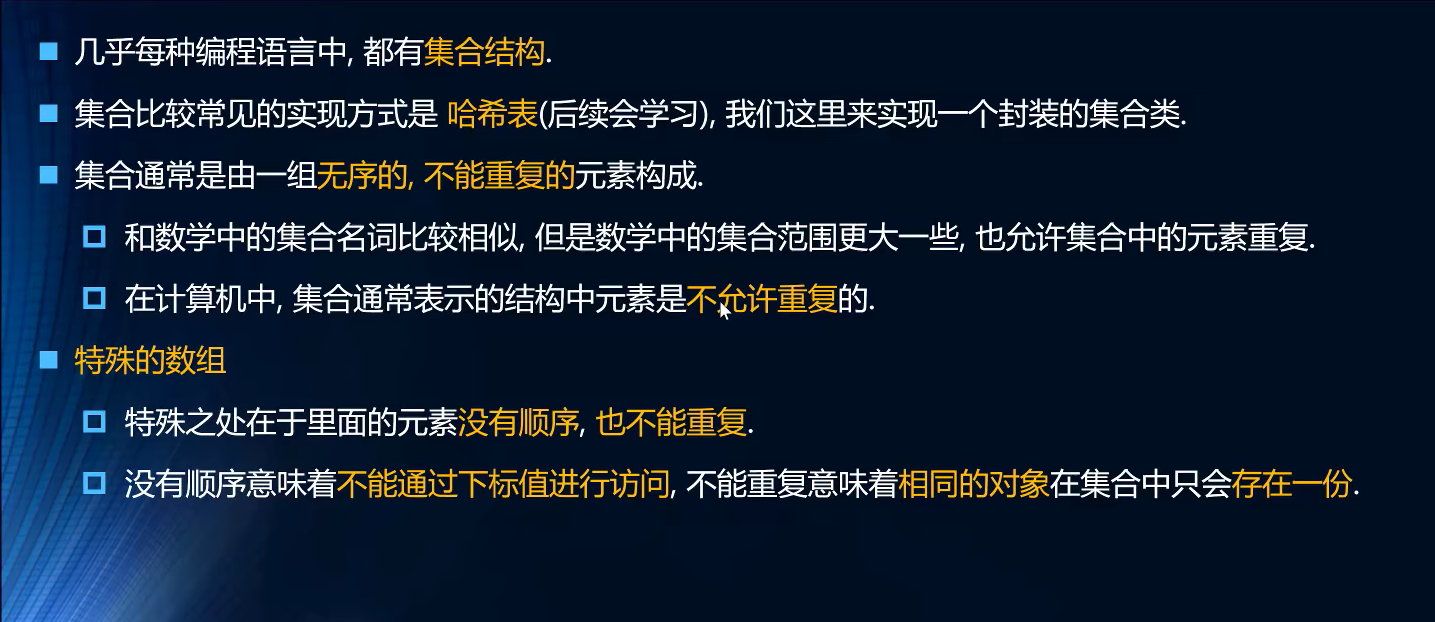 几乎每种编程语言中, 都有集合结构.
集合比较常见的实现方式是 哈希表(后续会学习), 我们这里来实现一个封装的集合类.
集合通常是由一组无序的, 不能重复的元素构成.
和数学中的集合名词比较相似, 但是数学中的集合范围更大一些, 也允许集合中的元素重复.
在计算机中, 集合通常表示的结构中元素是不允许重复的.
特殊的数组
特殊之处在于里面的元素没有顺序, 也不能重复.
没有顺序意味着不能通过下标值进行访问, 不能重复意味着相同的对象在集合中只会存在一份.